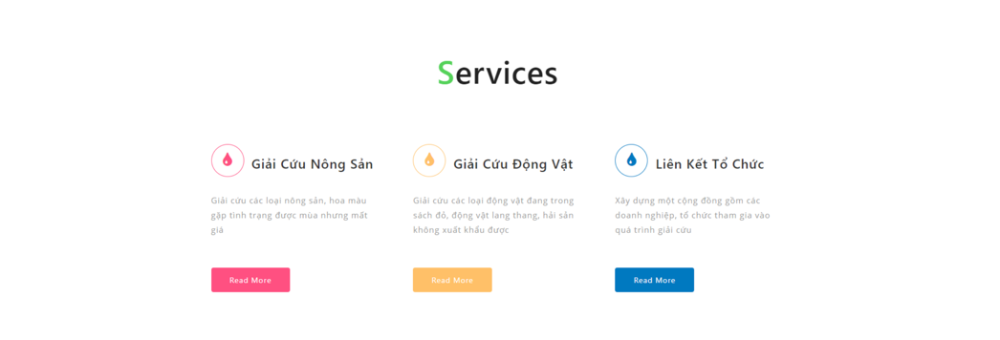 Services
Giải Cứu Nông Sản
Giải cứu các loại nông sản, hoa màu
gặp tình trạng được mùa nhưng mất
giá
Read More
Giải Cứu Động Vật
Giải cứu các loại động vật đang trong
sách đỏ, động vật lang thang, hải sản
không xuất khẩu được
Read More
Liên Kết Tổ Chức
Xây dựng một cộng đồng gồm các
doanh nghiệp, tổ chức tham gia vào
quá trình giải cứu
Read More